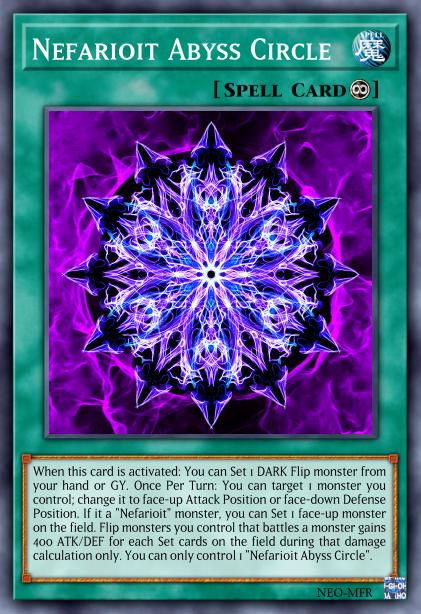 Nefarioit Abyss Circle
SPELL
魔
[Spell Card]
When this card is activated: You can Set 1 DARK Flip monster from
your hand or GY. Once Per Turn: You can target 1 monster you
control; change it to face-up Attack Position or face-down Defense
Position. If it a "Nefarioit" monster, you can Set 1 face-up monster
on the field. Flip monsters you control that battles a monster gains
400 ATK/DEF for each Set cards on the field during that damage
calculation only. You can only control 1 "Nefarioit Abyss Circle".
NEO-MFR